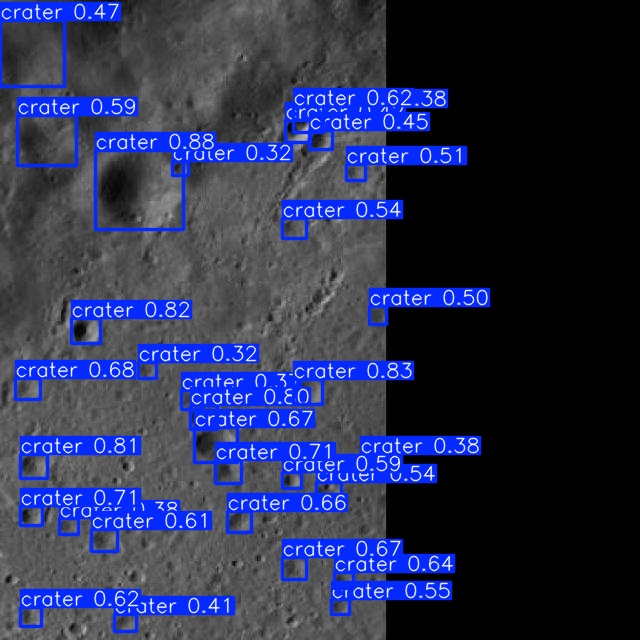 crater 0.47
crater 0.62
.38
crater 0.59
crater 0.45
crater 0.88
crater 0.32
crater 0.51
crater 0.54
crater 0.50
crater 0.82
crater 0.32
crater 0.68
crater 0.83
crater 0.3
crater 0.80
crater 0.67
crater 0.81
crater 0.71
crater 0.38
crater 0.59
0.54
crater 0.71
crater 0.66
crater 0.61
crater 0.67
crater 0.64
crater 0.55
crater 0.62
crater 0.41